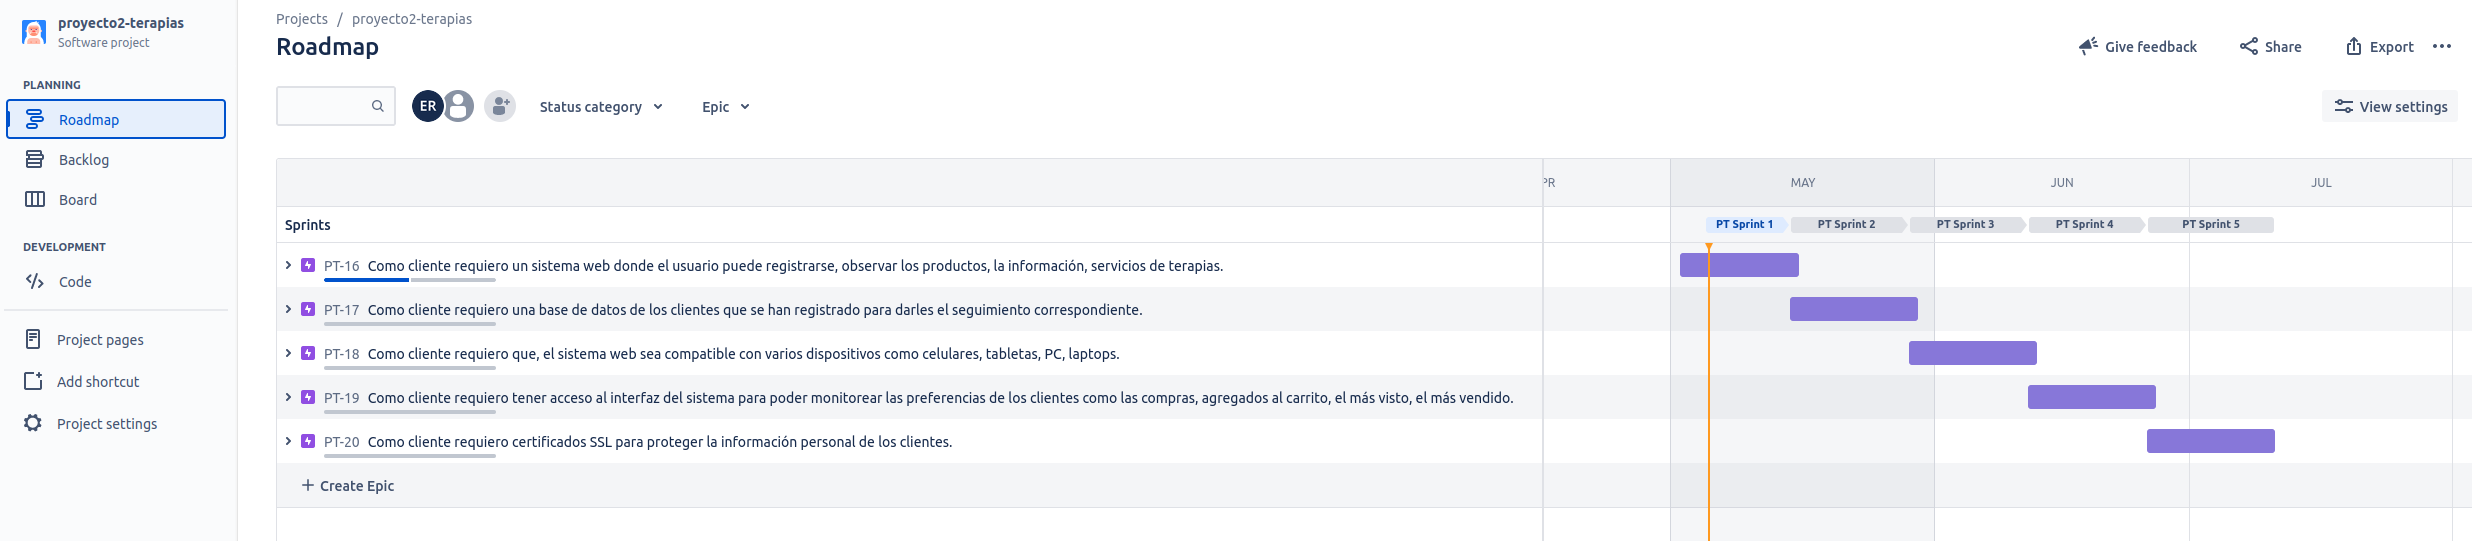 proyecto2-terapias
Software project
PLANNING
Roadmap
Backlog
Board
DEVELOPMENT
Code
Project pages
Add shortcut
Project settings
Projects / proyecto2-terapias
Roadmap
Give feedback
Share
Export
ER
Status category
Epic
View settings
PR
MAY
JUN
JUL
Sprints
PT Sprint 1
PT Sprint 2
PT Sprint 3
PT Sprint 4
PT Sprint 5
PT-16 Como cliente requiero un sistema web donde el usuario puede registrarse, observar los productos, la información, servicios de terapias.
PT-17 Como cliente requiero una base de datos de los clientes que se han registrado para darles el seguimiento correspondiente.
PT-18 Como cliente requiero que, el sistema web sea compatible con varios dispositivos como celulares, tabletas, PC, laptops.
PT-19 Como cliente requiero tener acceso al interfaz del sistema para poder monitorear las preferencias de los clientes como las compras, agregados al carrito, el más visto, el más vendido.
PT-20 Como cliente requiero certificados SSL para proteger la información personal de los clientes.
+ Create Epic